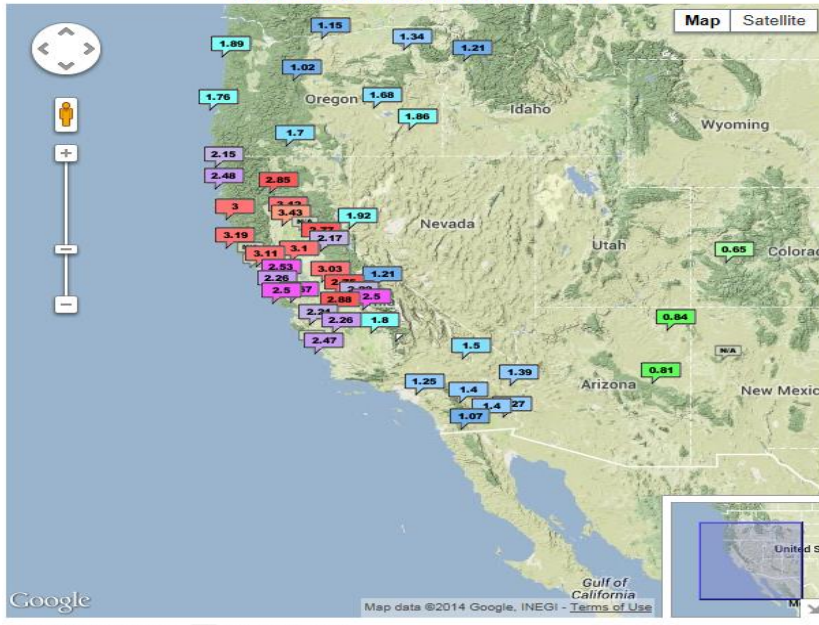 1.15
Map Satellite
1.34
1.89
1.21
1.02
1.76
Oregon
1.68
Idaho
1.86
Wyoming
1.7
2.15
2.48
2.85
3
3.43
1.92
Nevada
3.19
2.17
3.1
Utah
0.65
Colorado
3.11
2.53
3.03
1.21
2.26
2.5
2.88
2.5
0.84
2.26
1.8
2.47
1.5
N/A
0.81
1.39
1.25
1.4
Arizona
New Mexic
1.4
1.07
United S
Gulf of
California
Google
Map data ©2014 Google, INEGI - Terms of Use